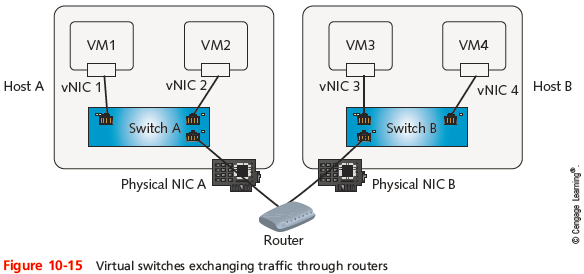 VM1
VM2
VM3
VM4
Host A
vNIC 1
vNIC 2
vNIC 3
vNIC 4
Host B
Switch A
Switch B
Physical NIC A
Physical NIC B
Router
© Cengage Learning®.
Figure 10-15 Virtual switches exchanging traffic through routers